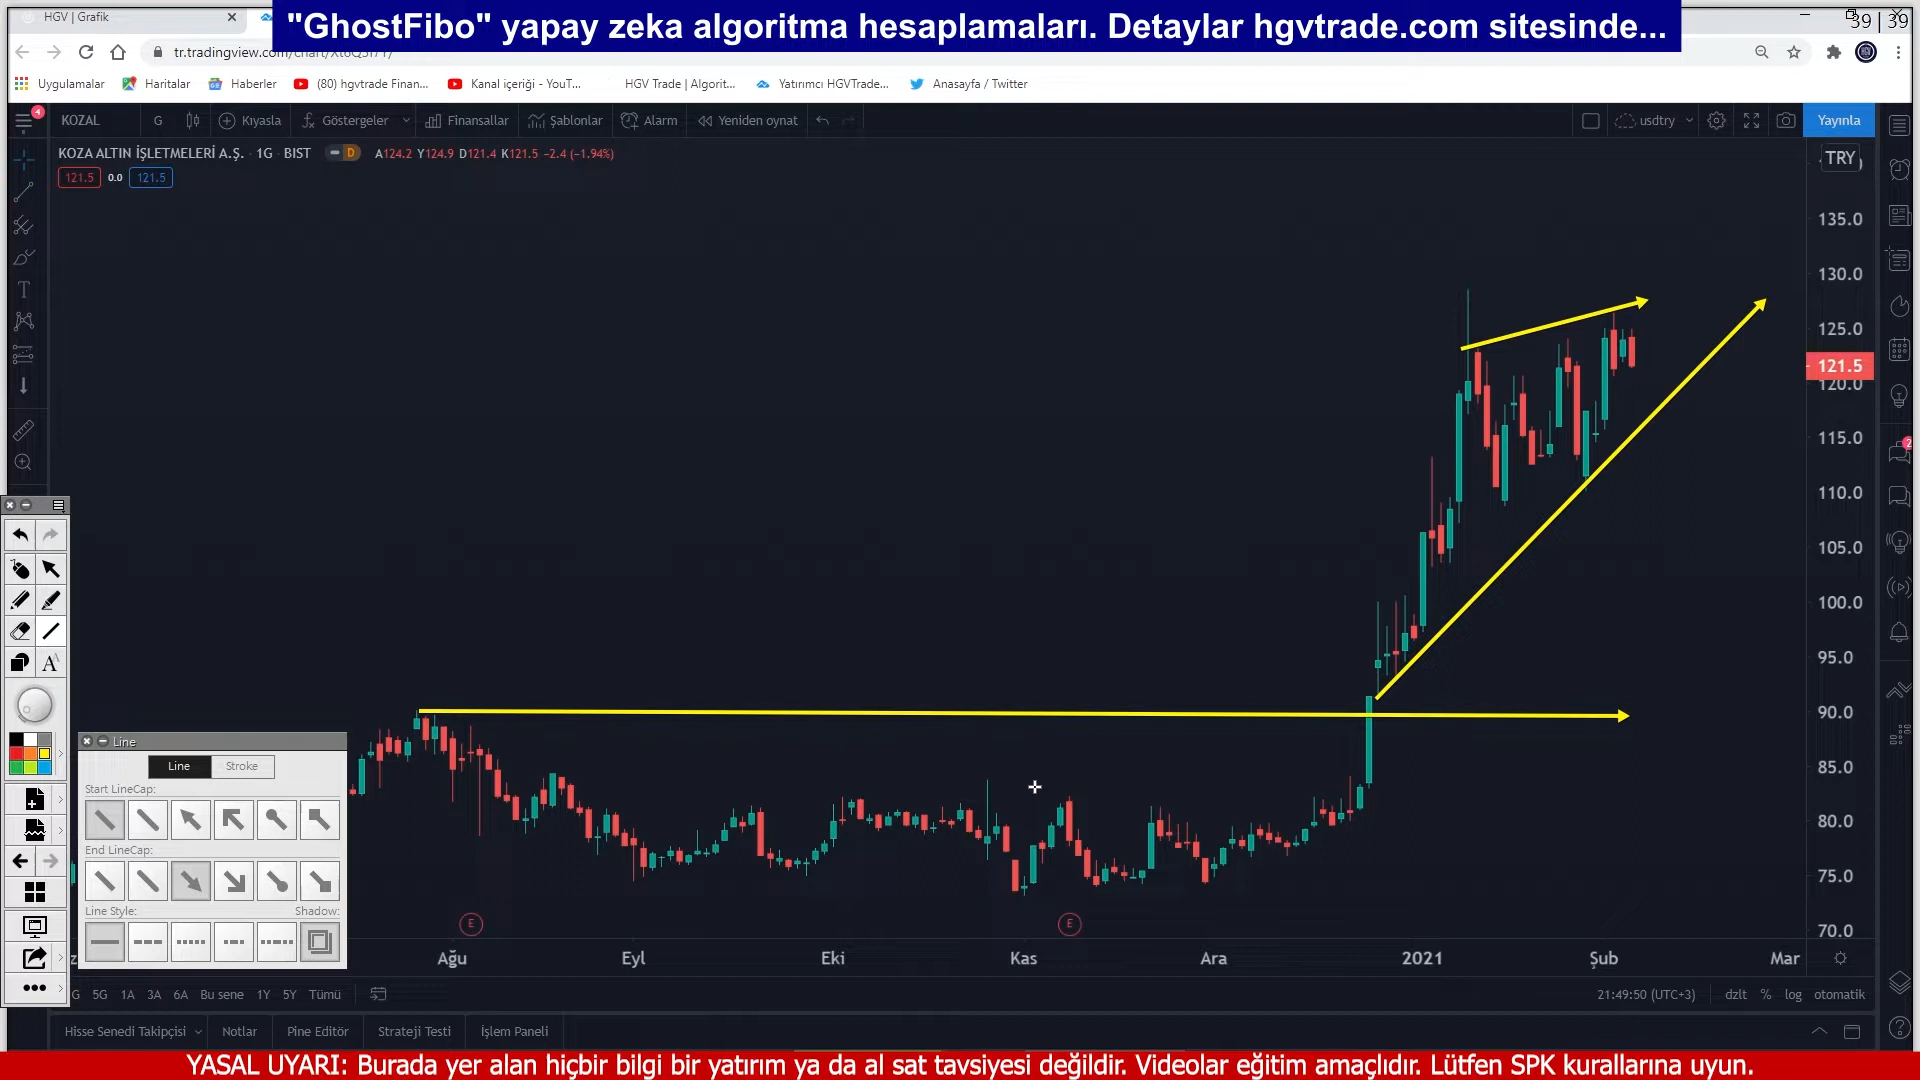 HGV | Grafik
"GhostFibo" yapay zeka algoritma hesaplamaları. Detaylar hgvtrade.com sitesinde...
39 | 39
Uygulamalar
Haritalar
Haberler
(80) hgvtrade Finan...
Kanal içeriği - YouT...
HGV Trade | Algorit...
Yatırımcı HGVTrade...
Anasayfa / Twitter
4
KOZAL
G
Kıyasla
Göstergeler
Finansallar
Şablonlar
Alarm
Yeniden oynat
usdtry
Yayınla
KOZA ALTIN İŞLETMELERİ A.Ş. · 1G · BIST
D
A124.2 Y124.9 D121.4 K121.5 −2.4 (−1.94%)
TRY
121.5
0.0
121.5
135.0
130.0
125.0
121.5
120.0
115.0
2
110.0
105.0
100.0
95.0
90.0
85.0
80.0
75.0
70.0
Line
Line
Stroke
Start LineCap:
End LineCap:
Line Style:
Shadow:
A
E
E
Ağu
Eyl
Eki
Kas
Ara
2021
Şub
Mar
G
5G
1A
3A
6A
Bu sene
1Y
5Y
Tümü
21:49:50 (UTC+3)
dzlt
%
log
otomatik
Hisse Senedi Takipçisi
Notlar
Pine Editör
Strateji Testi
İşlem Paneli
YASAL UYARI: Burada yer alan hiçbir bilgi bir yatırım ya da al sat tavsiyesi değildir. Videolar eğitim amaçlıdır. Lütfen SPK kurallarına uyun.